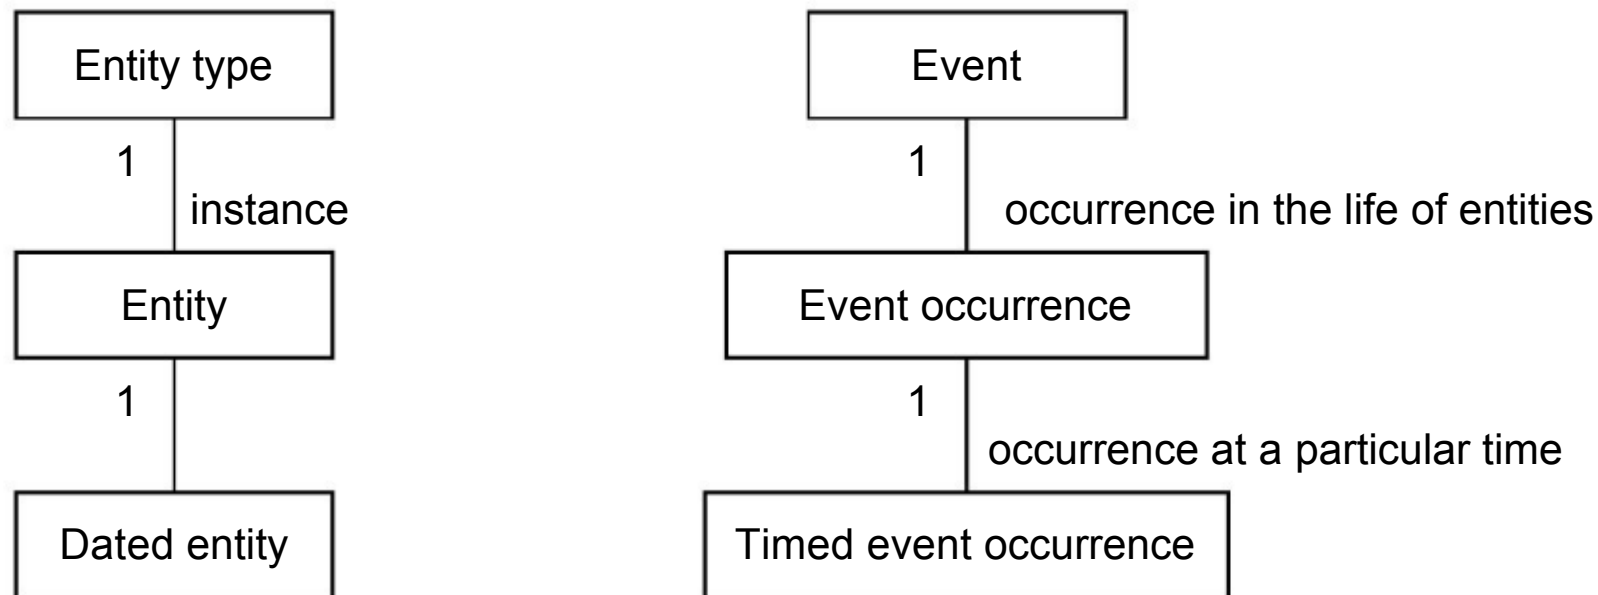 Entity type
Event
1
1
instance
occurrence in the life of entities
Entity
Event occurrence
1
1
occurrence at a particular time
Dated entity
Timed event occurrence